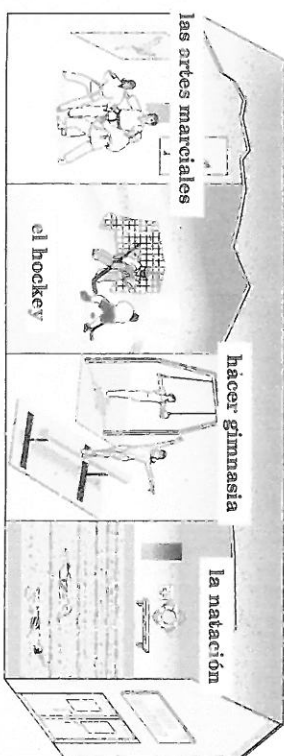 las artes marciales
el hockey
hacer gimnasia
la natación